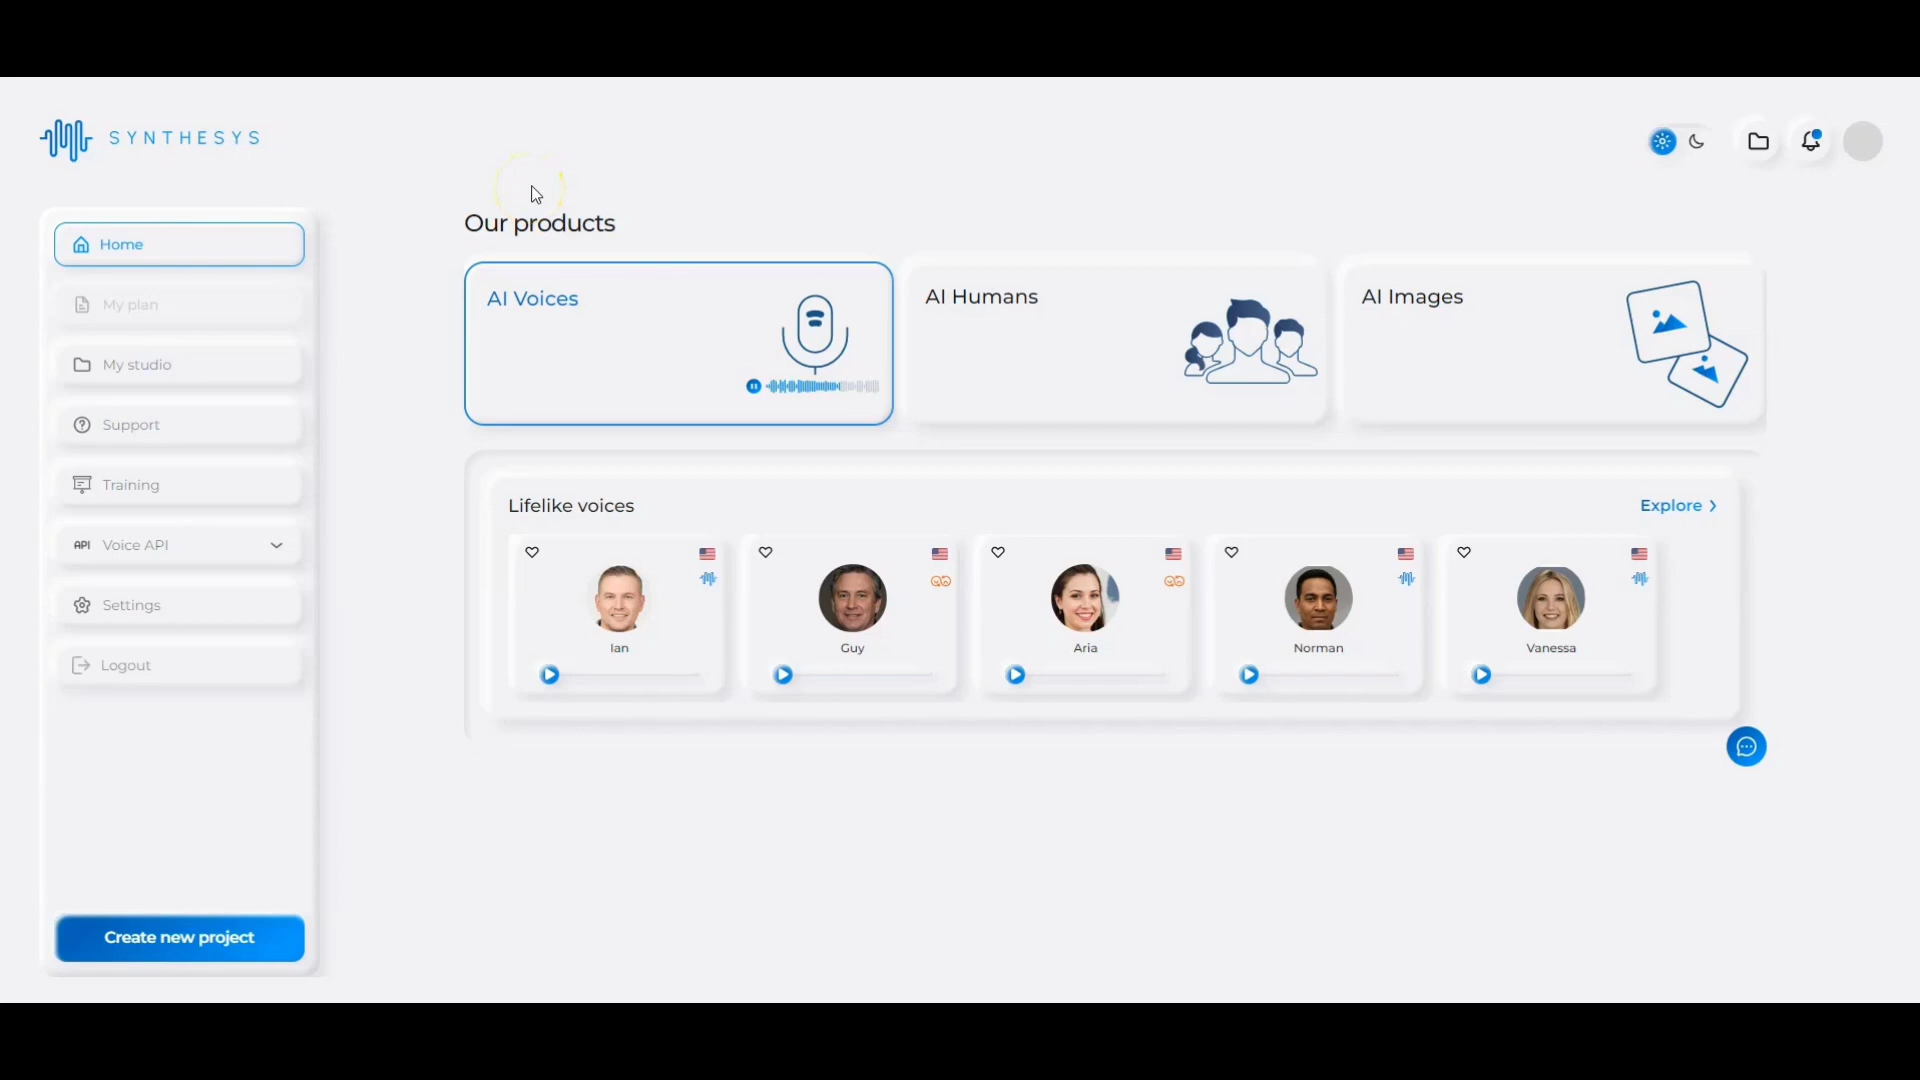 SYNTHESYS
Home
My plan
My studio
Support
Training
API Voice API
Settings
Logout
Create new project
Our products
AI Voices
AI Humans
AI Images
Lifelike voices
Explore
Ian
Guy
Aria
Norman
Vanessa